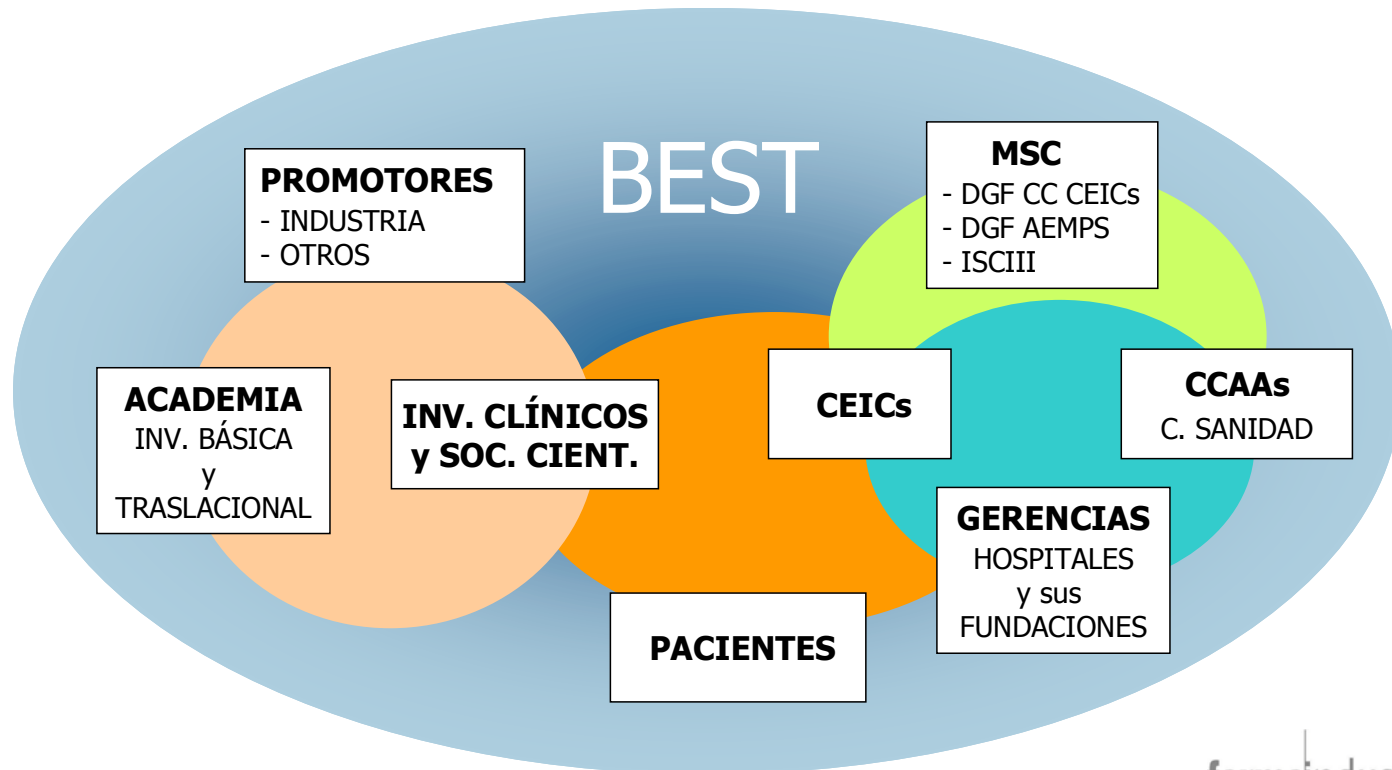 BEST
PROMOTORES
- INDUSTRIA
- OTROS
MSC
- DGF CC CEICs
- DGF AEMPS
- ISCIII
ACADEMIA
INV. BÁSICA
y
TRASLACIONAL
INV. CLÍNICOS
y SOC. CIENT.
CEICs
CCAAs
C. SANIDAD
GERENCIAS
HOSPITALES
y sus
FUNDACIONES
PACIENTES